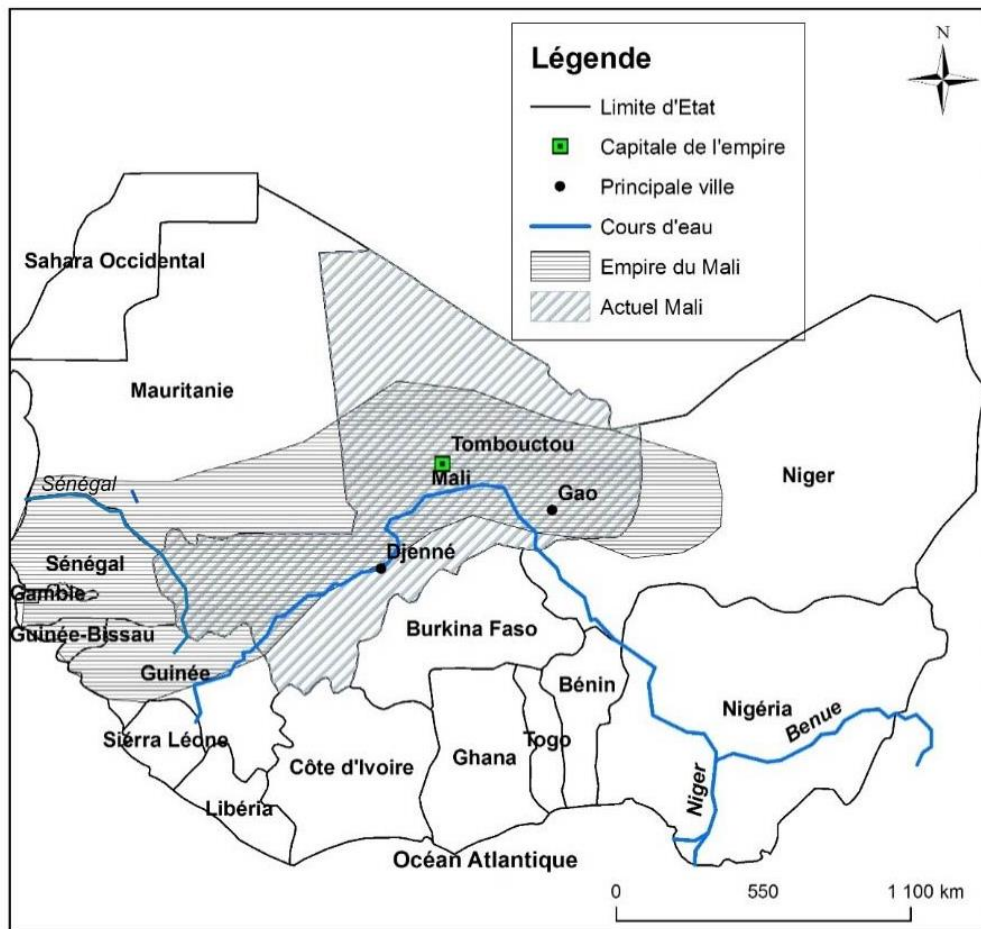 N
Légende
Limite d'Etat
Capitale de l'empire
Principale ville
Cours d'eau
Empire du Mali
Actuel Mali
Sahara Occidental
Mauritanie
Tombouctou
Mali
Niger
Sénégal
Gao
Djenné
Sénégal
Gambie
Guinée-Bissau
Burkina Faso
Guinée
Bénin
Nigéria
Benue
Sierra Léone
Togo
Ghana
Côte d'Ivoire
Niger
Libéria
Océan Atlantique
0 550 1 100 km